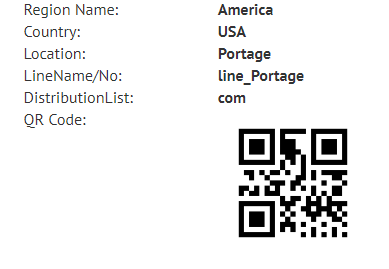 Region Name: America
Country: USA
Location: Portage
LineName/No: line_Portage
DistributionList: com
QR Code: